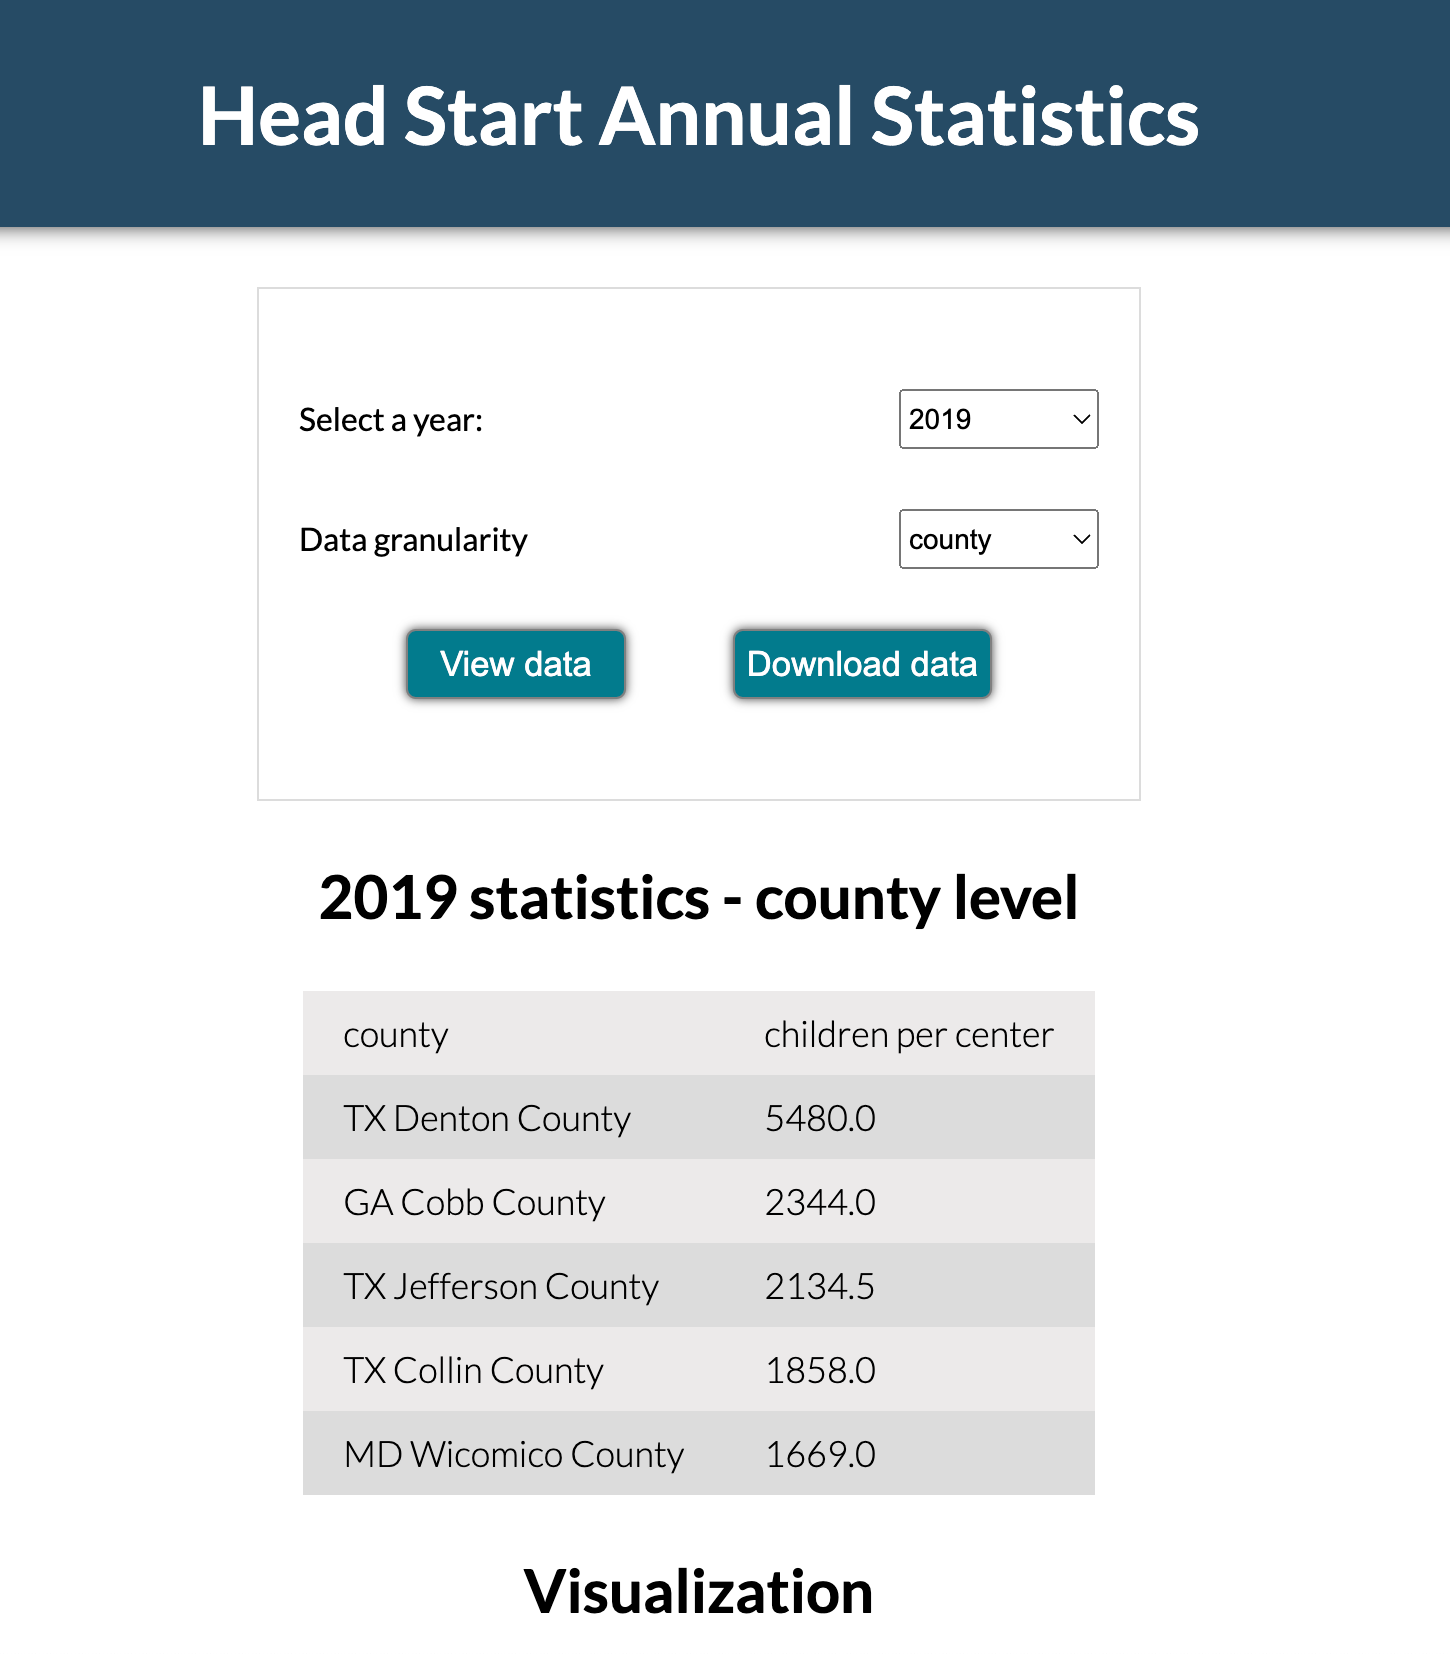 Head Start Annual Statistics
Select a year: 2019
Data granularity county
View data Download data
2019 statistics - county level
county children per center
TX Denton County 5480.0
GA Cobb County 2344.0
TX Jefferson County 2134.5
TX Collin County 1858.0
MD Wicomico County 1669.0
Visualization